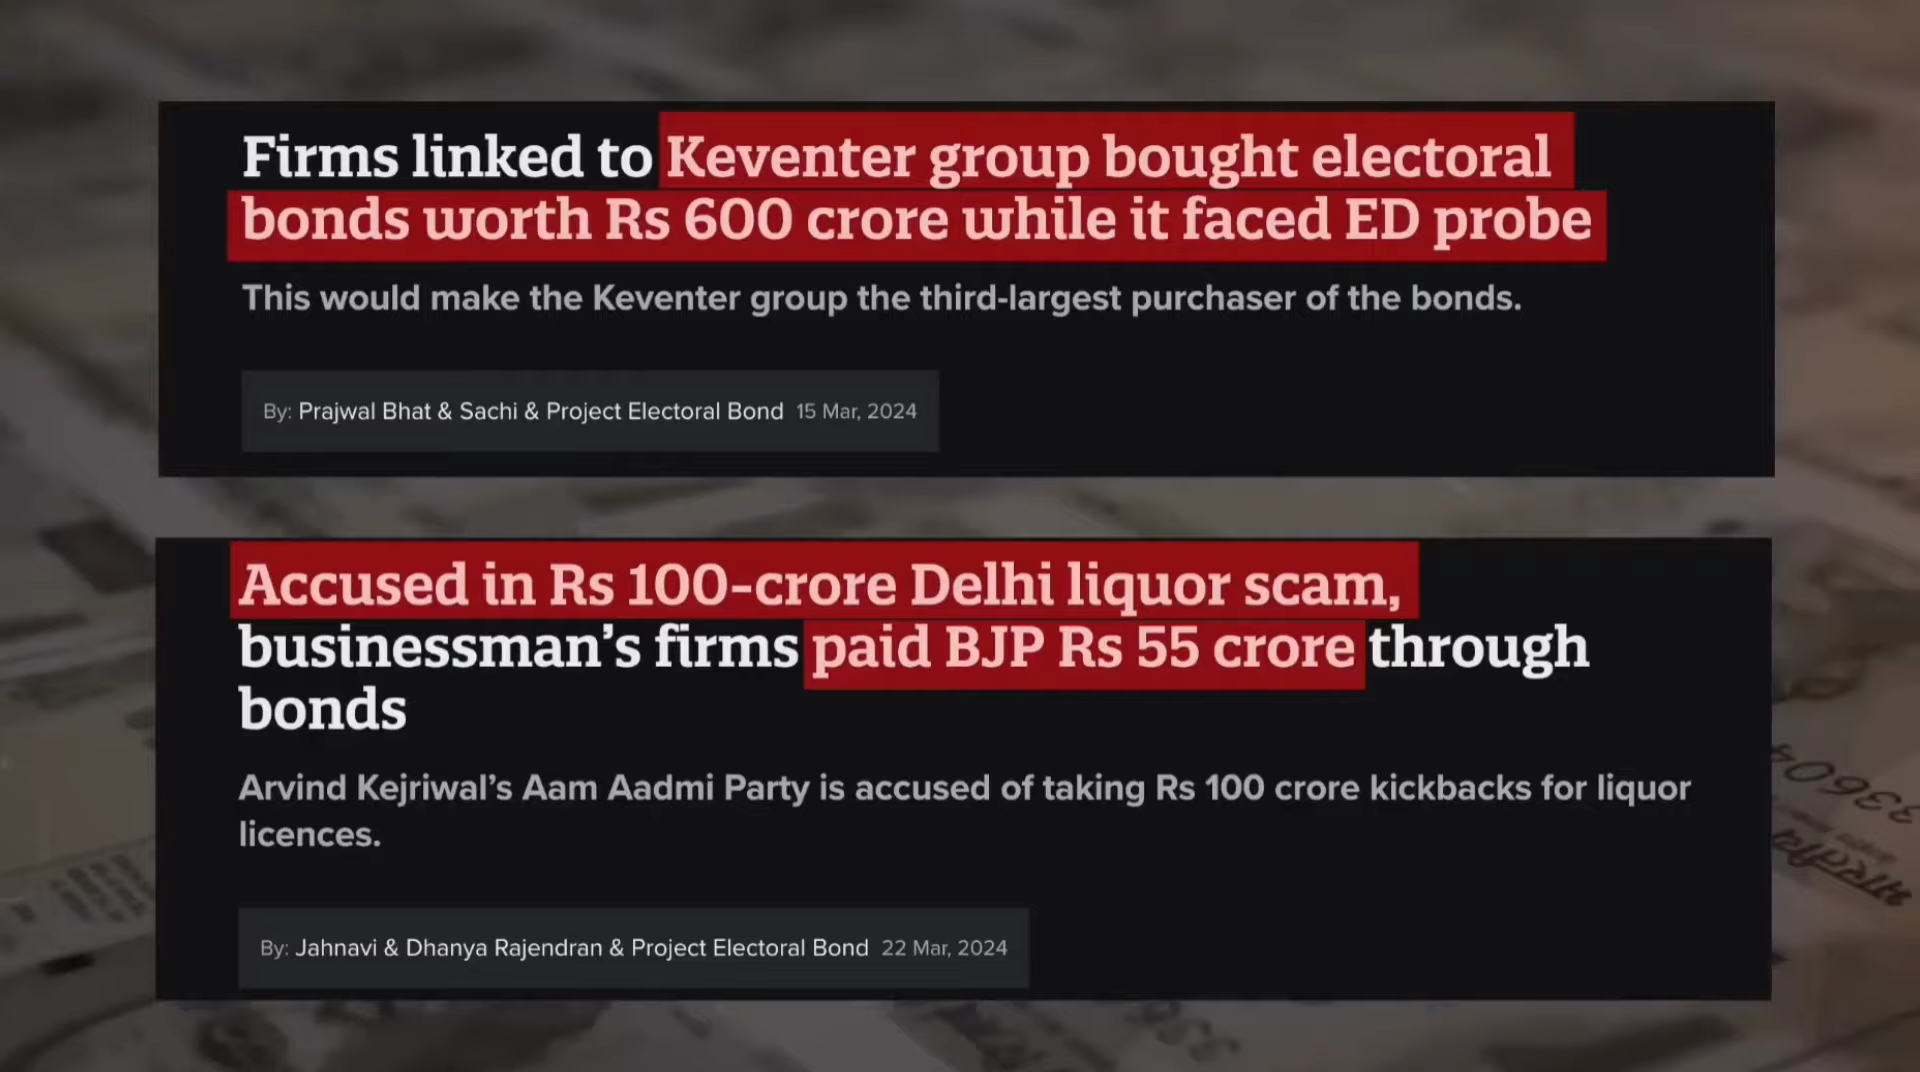 Firms linked to Keventer group bought electoral
bonds worth Rs 600 crore while it faced ED probe
This would make the Keventer group the third-largest purchaser of the bonds.
By: Prajwal Bhat & Sachi & Project Electoral Bond 15 Mar, 2024
Accused in Rs 100-crore Delhi liquor scam,
businessman’s firms paid BJP Rs 55 crore through
bonds
Arvind Kejriwal’s Aam Aadmi Party is accused of taking Rs 100 crore kickbacks for liquor
licences.
By: Jahnavi & Dhanya Rajendran & Project Electoral Bond 22 Mar, 2024